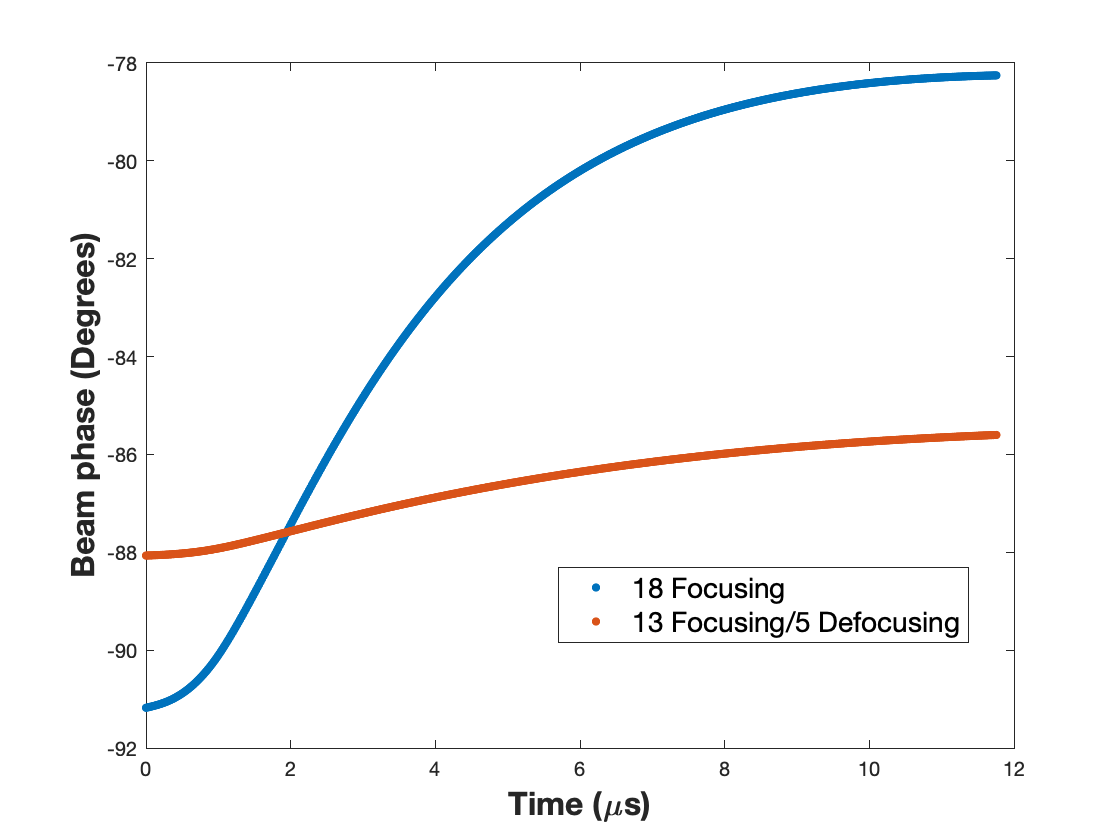 -78
-80
-82
-84
-86
-88
-90
-92
Beam phase (Degrees)
18 Focusing
13 Focusing/5 Defocusing
0 2 4 6 8 10 12
Time (μs)